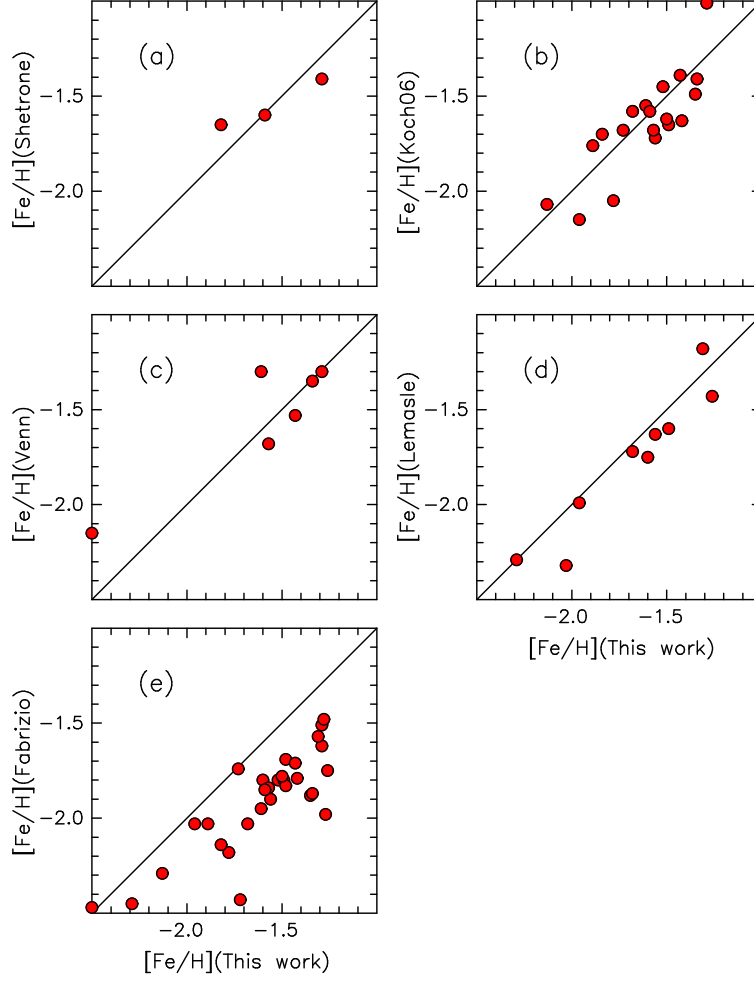 (a)
−1.5
−2.0
[Fe/H](Shetrone)
(b)
−1.5
−2.0
[Fe/H](Koch06)
(c)
−1.5
−2.0
[Fe/H](Venn)
(d)
−1.5
−2.0
[Fe/H](Lemasle)
−2.0 −1.5
[Fe/H](This work)
(e)
−1.5
−2.0
[Fe/H](Fabrizio)
−2.0 −1.5
[Fe/H](This work)